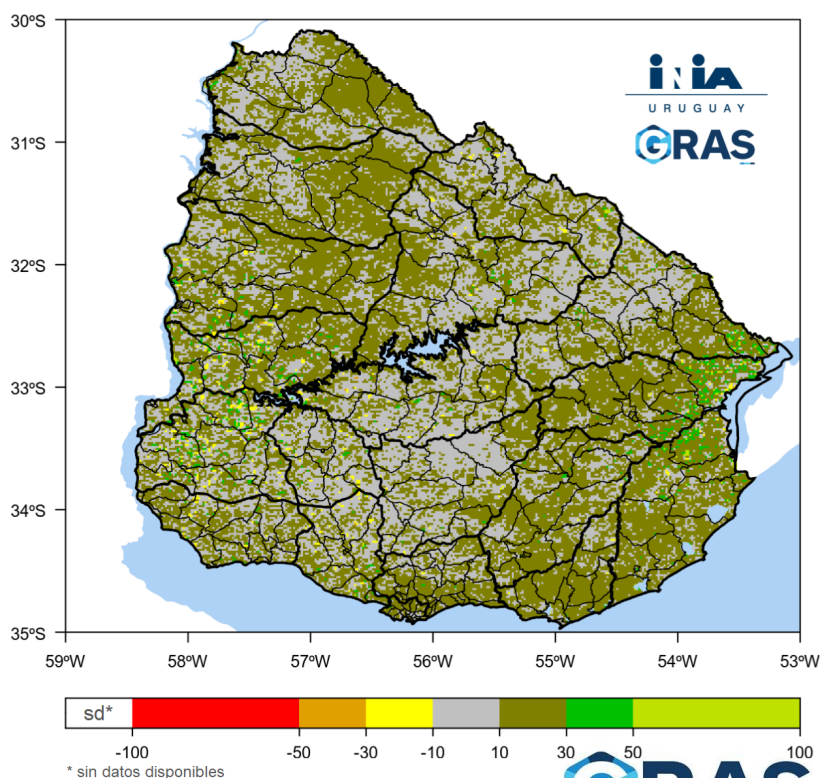 30ºS
31ºS
32ºS
33ºS
34ºS
35ºS
59ºW 58ºW 57ºW 56ºW 55ºW 54ºW 53ºW
INIA
URUGUAY
GRAS
sd*
-100 -50 -30 -10 10 30 50 100
* sin datos disponibles
GRAS